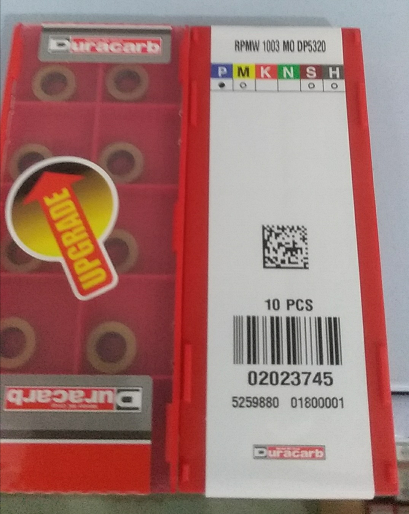 Duracarb
UPGRADE
Duracarb
RPMW 1003 MO DP5320
P M K N S H
10 PCS
02023745
5259880 01800001
Duracarb